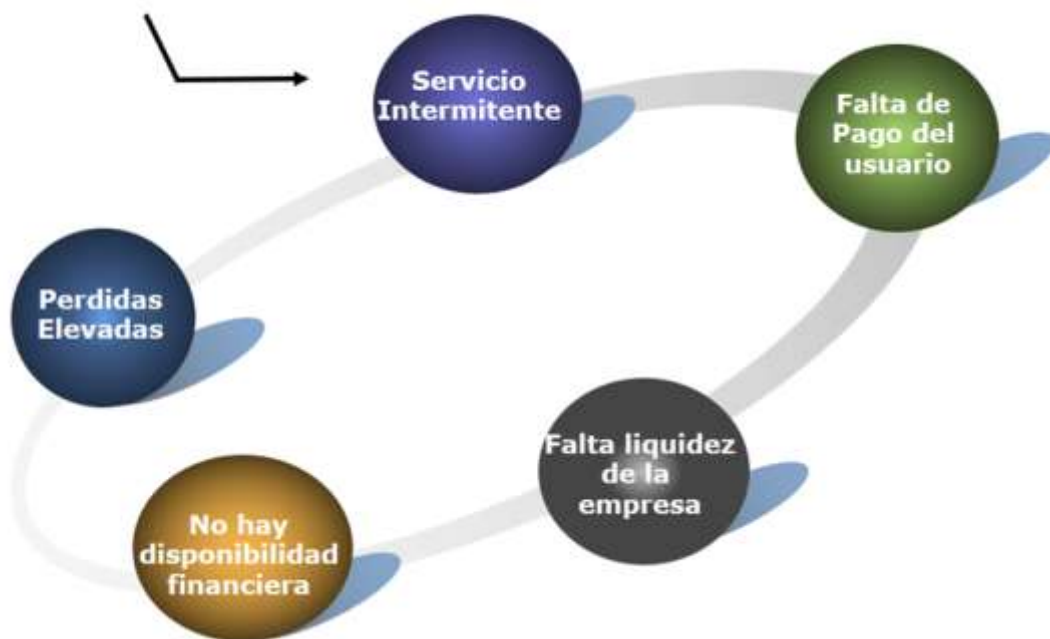 Servicio
Intermitente
Falta de
Pago del
usuario
Perdidas
Elevadas
Falta liquidez
de la
empresa
No hay
disponibilidad
financiera